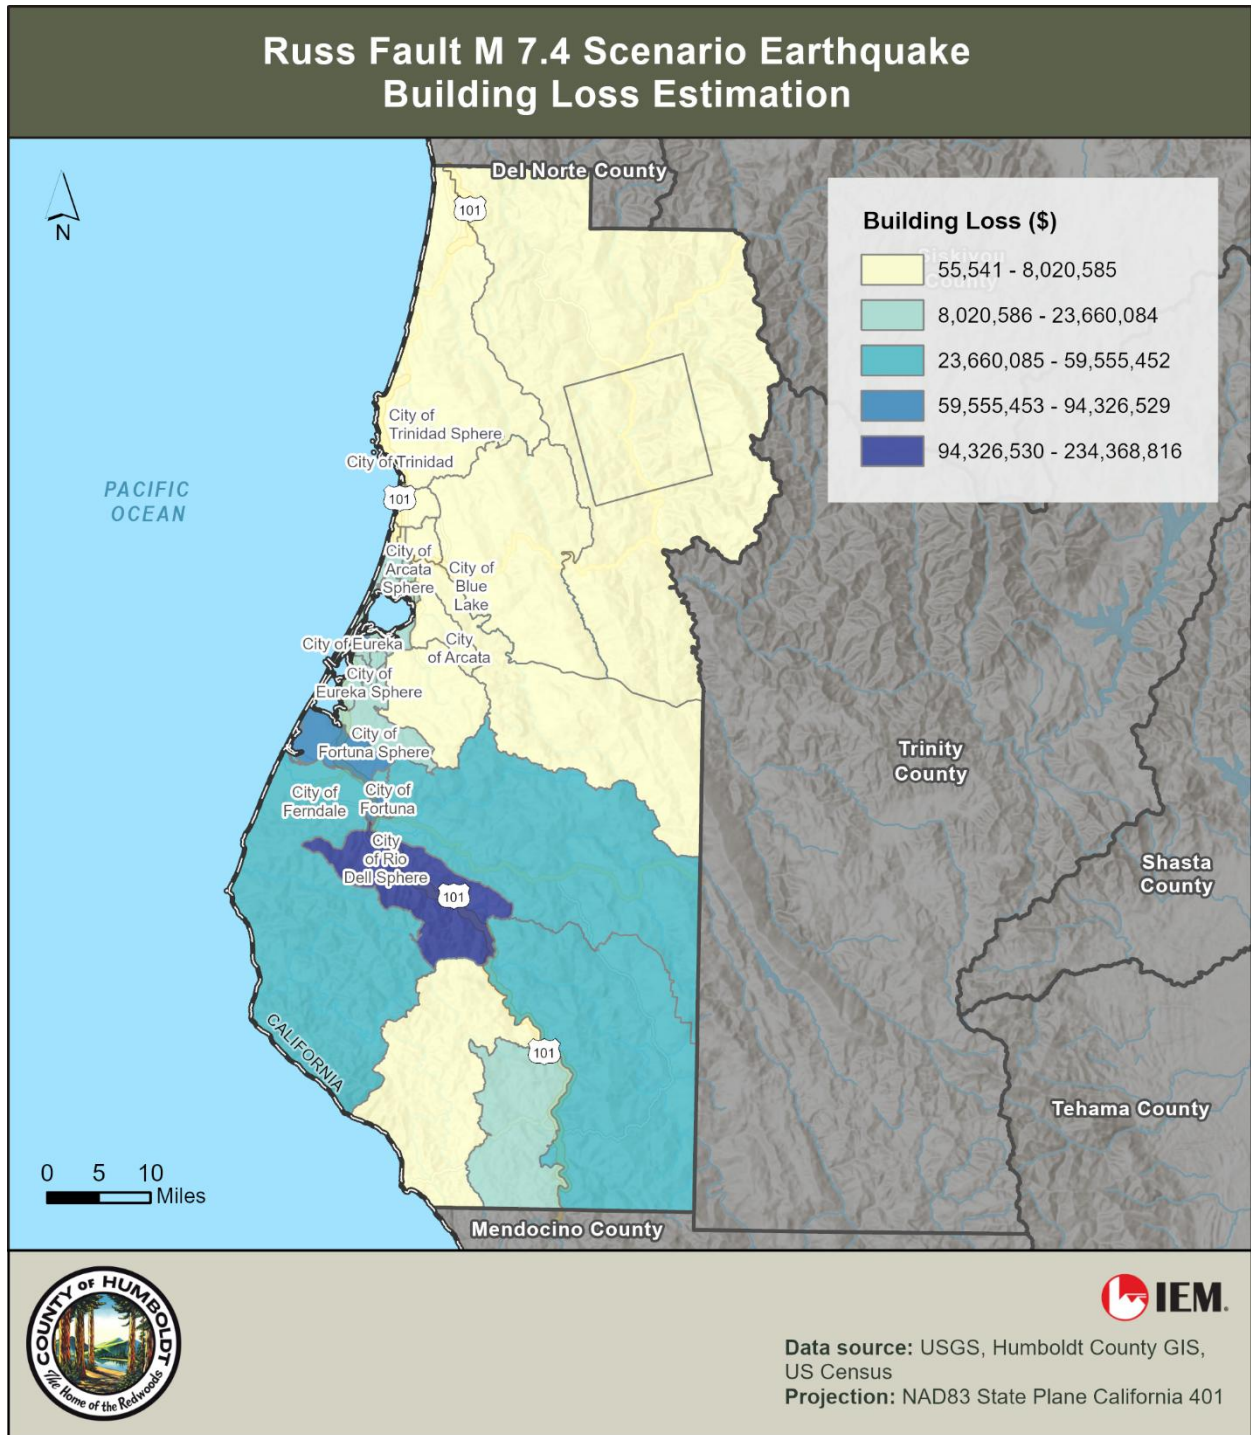 Russ Fault M 7.4 Scenario Earthquake
Building Loss Estimation
Del Norte County
101
N
Building Loss ($)
Siskiyou
County
55,541 - 8,020,585
8,020,586 - 23,660,084
23,660,085 - 59,555,452
59,555,453 - 94,326,529
94,326,530 - 234,368,816
City of
Trinidad Sphere
City of Trinidad
PACIFIC
OCEAN
101
City of
Arcata
Sphere
City of
Blue
Lake
City of Eureka
City
of Arcata
City of
Eureka Sphere
City of
Fortuna Sphere
Trinity
County
City of
Ferndale
City of
Fortuna
City
of Rio
Dell Sphere
Shasta
County
101
CALIFORNIA
101
Tehama County
0 5 10
Miles
Mendocino County
COUNTY OF HUMBOLDT
The Home of the Redwoods
IEM.
Data source: USGS, Humboldt County GIS,
US Census
Projection: NAD83 State Plane California 401